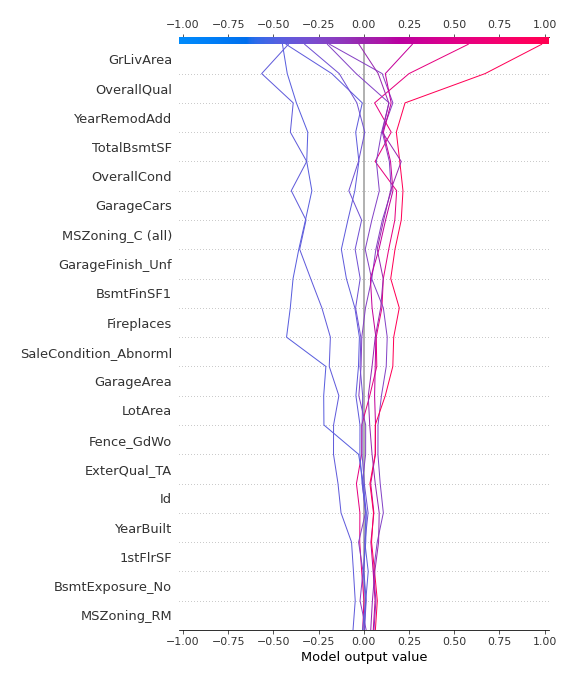 −1.00 −0.75 −0.50 −0.25 0.00 0.25 0.50 0.75 1.00
GrLivArea
OverallQual
YearRemodAdd
TotalBsmtSF
OverallCond
GarageCars
MSZoning_C (all)
GarageFinish_Unf
BsmtFinSF1
Fireplaces
SaleCondition_Abnorml
GarageArea
LotArea
Fence_GdWo
ExterQual_TA
Id
YearBuilt
1stFlrSF
BsmtExposure_No
MSZoning_RM
−1.00 −0.75 −0.50 −0.25 0.00 0.25 0.50 0.75 1.00
Model output value